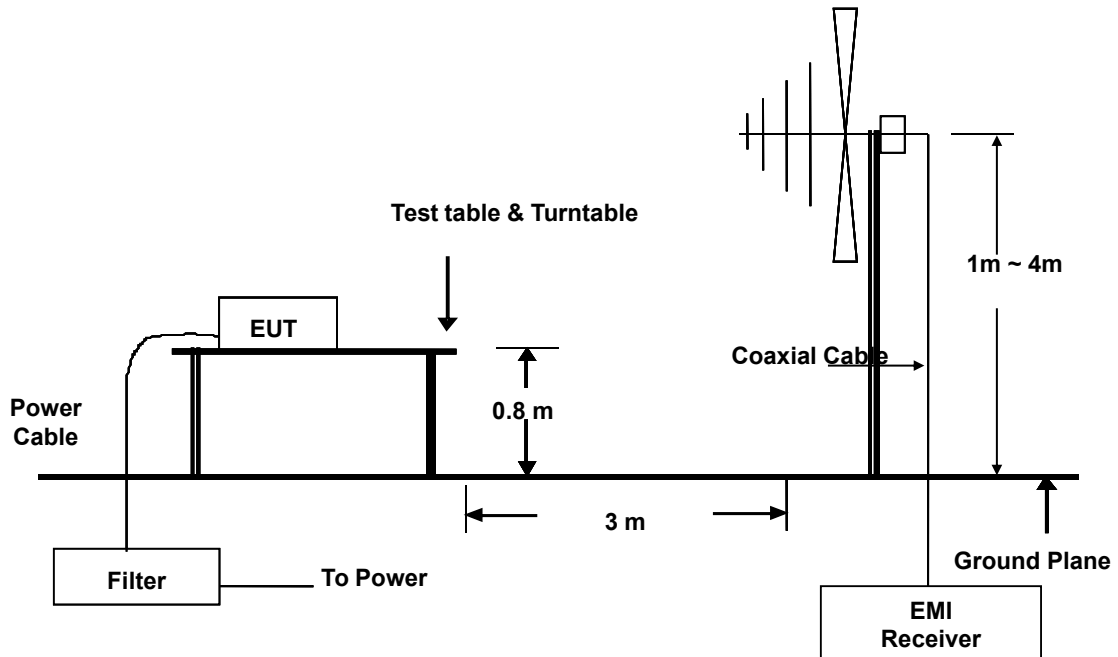 Test table & Turntable
1m ~ 4m
EUT
Coaxial Cable
0.8 m
Power
Cable
3 m
Ground Plane
Filter
To Power
EMI
Receiver